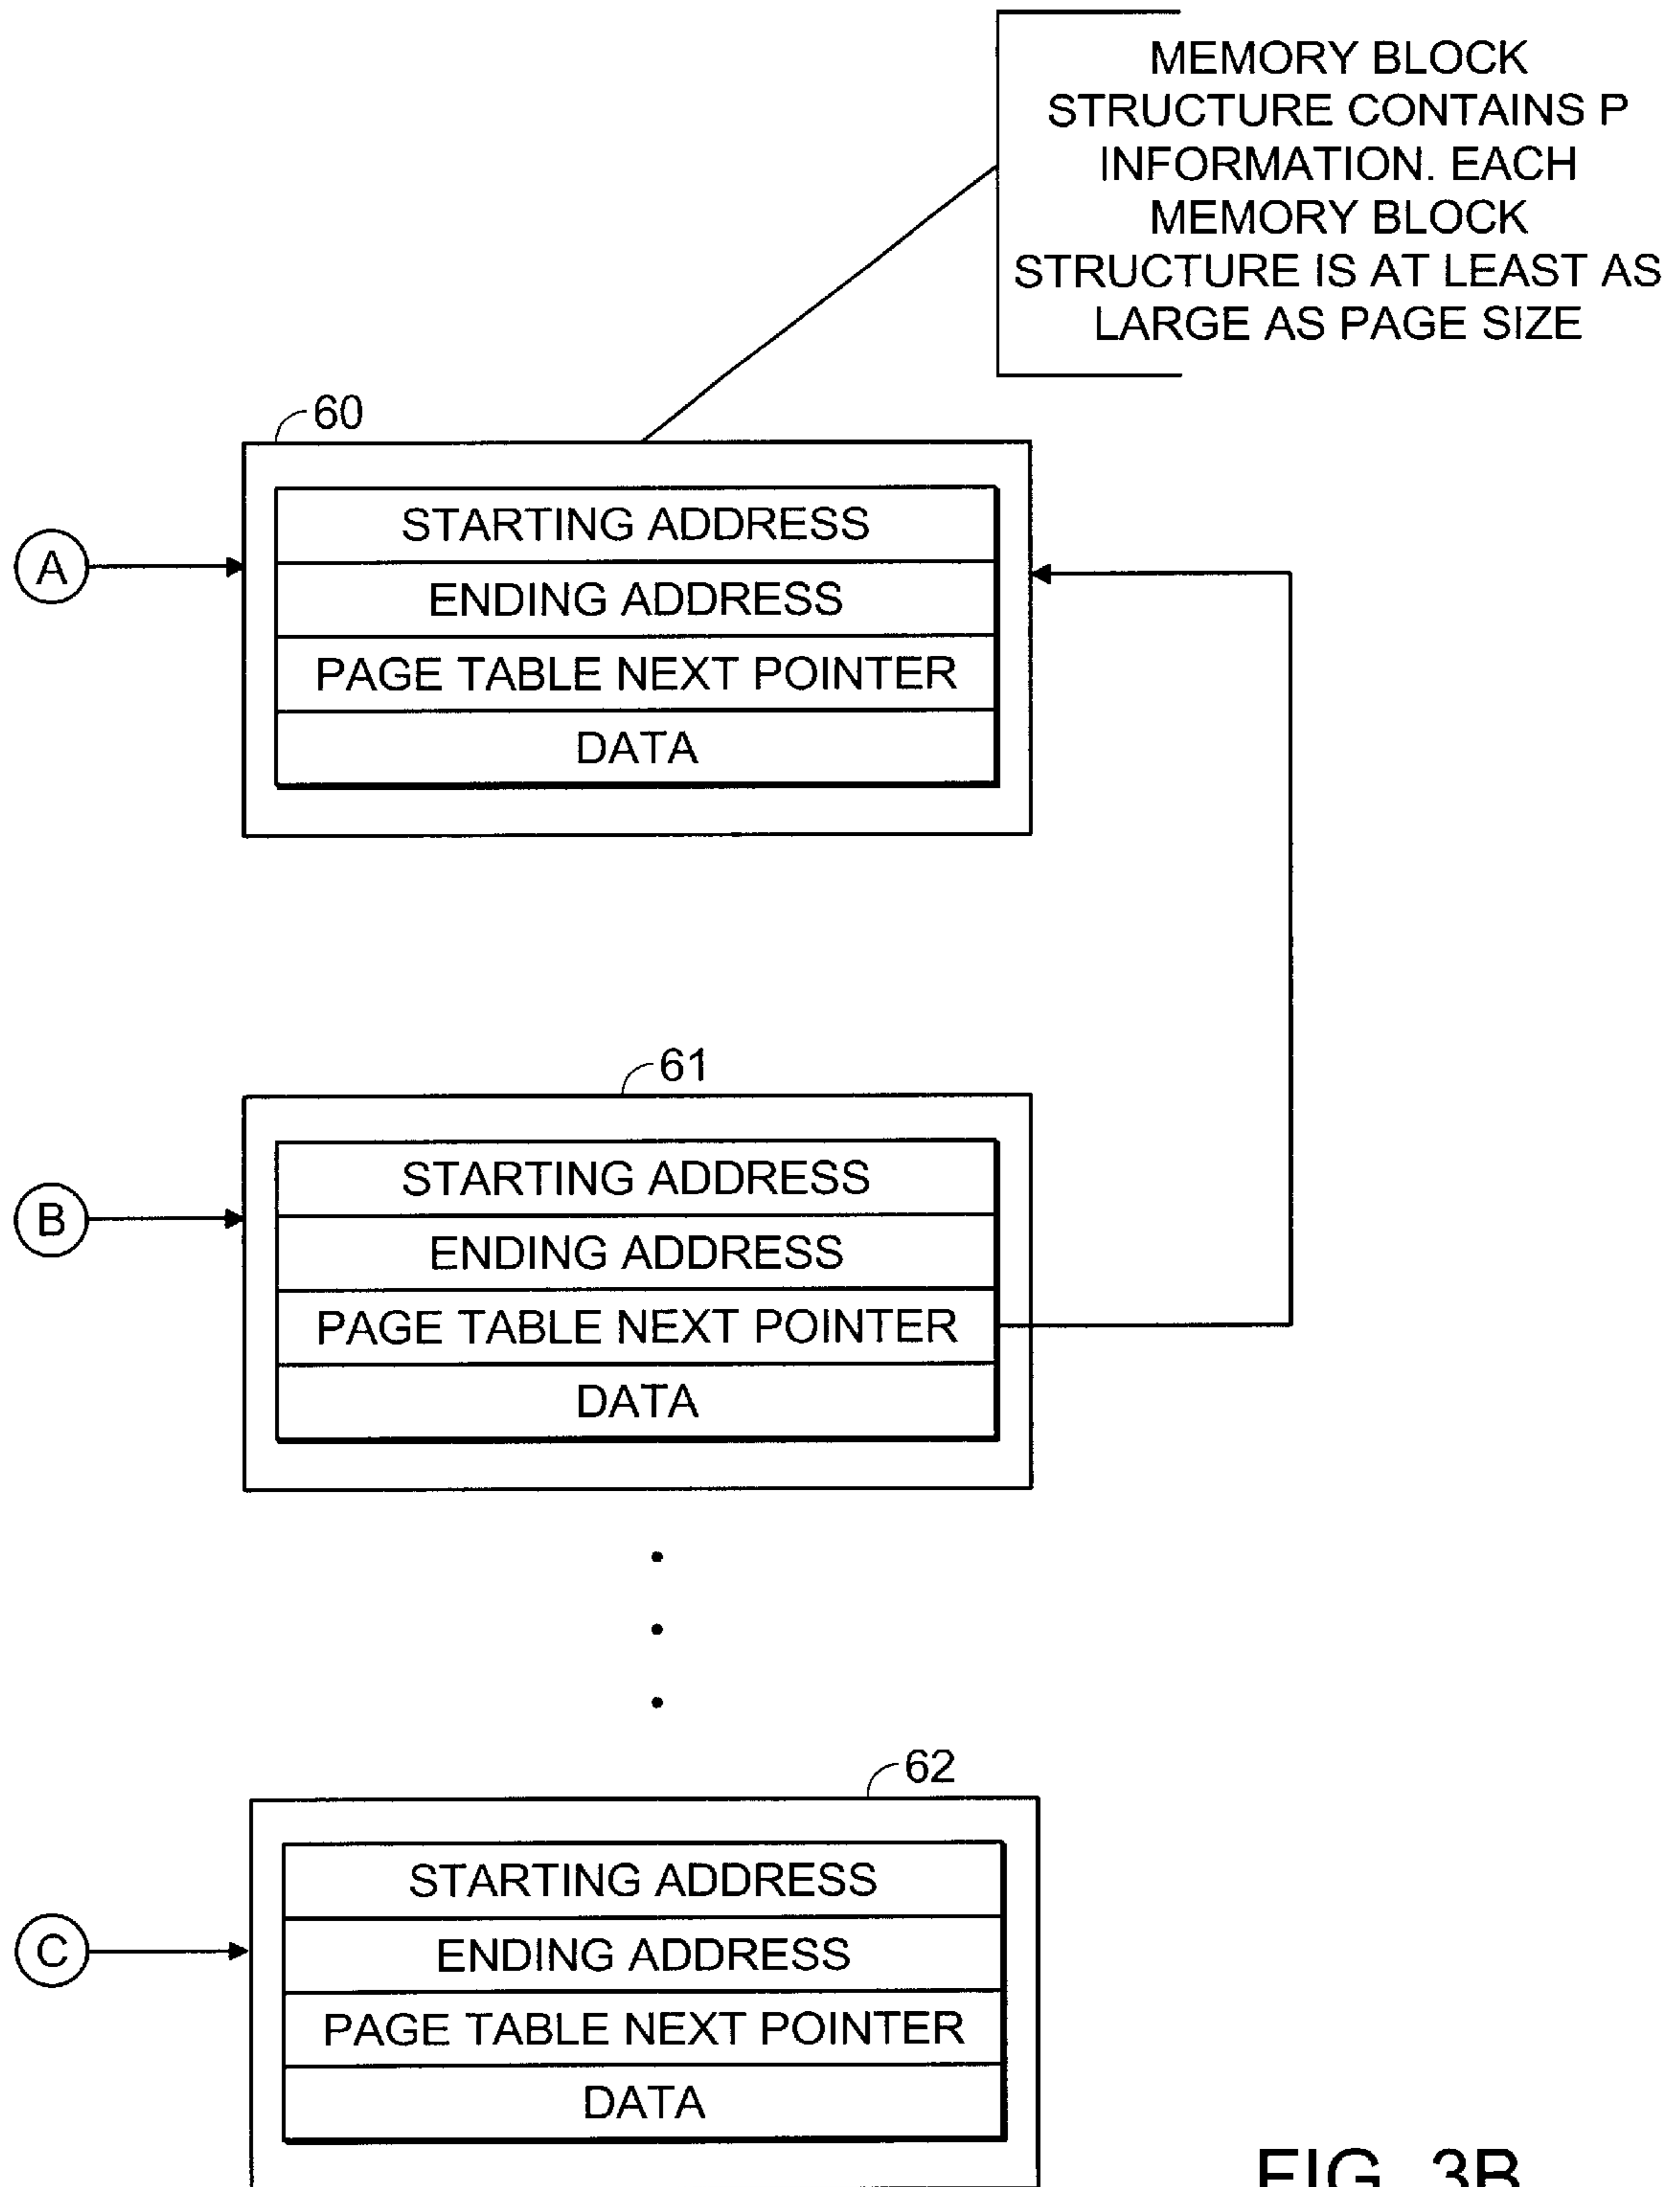 MEMORY BLOCK
STRUCTURE CONTAINS P
INFORMATION. EACH
MEMORY BLOCK
STRUCTURE IS AT LEAST AS
LARGE AS PAGE SIZE
60
STARTING ADDRESS
A
ENDING ADDRESS
PAGE TABLE NEXT POINTER
DATA
61
STARTING ADDRESS
B
ENDING ADDRESS
PAGE TABLE NEXT POINTER
DATA
62
STARTING ADDRESS
C
ENDING ADDRESS
PAGE TABLE NEXT POINTER
DATA
FIG. 3B